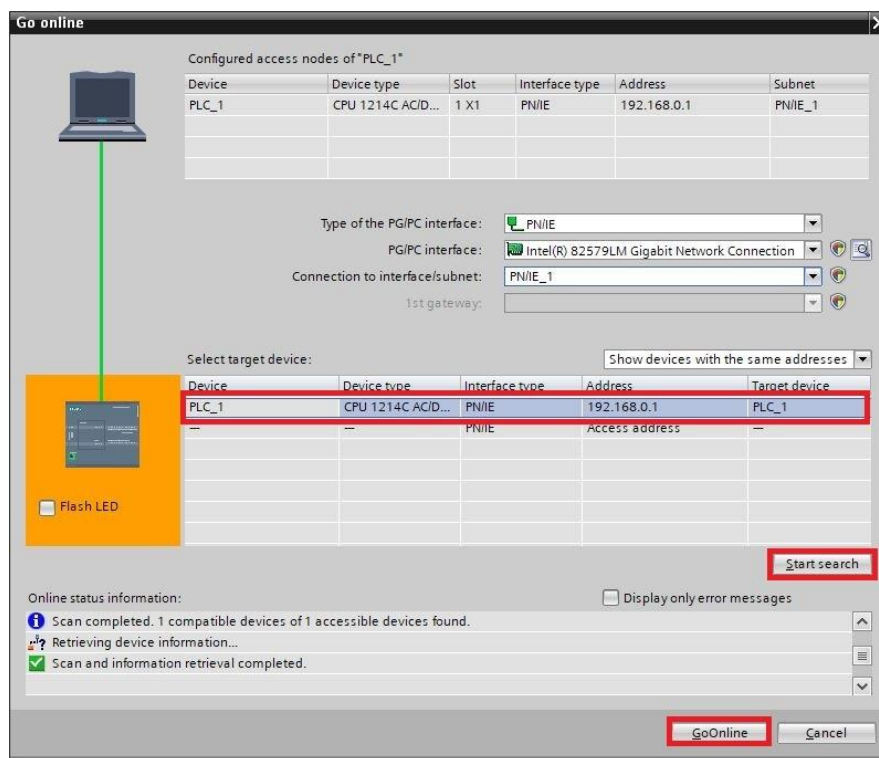 Go online
Configured access nodes of "PLC_1"
Device Device type Slot Interface type Address Subnet
PLC_1 CPU 1214C AC/D... 1 X1 PN/IE 192.168.0.1 PN/IE_1
Type of the PG/PC interface: PN/IE
PG/PC interface: Intel(R) 82579LM Gigabit Network Connection
Connection to interface/subnet: PN/IE_1
1st gateway:
Select target device: Show devices with the same addresses
Device Device type Interface type Address Target device
PLC_1 CPU 1214C AC/D... PN/IE 192.168.0.1 PLC_1
— — PN/IE Access address —
Flash LED
Start search
Online status information: Display only error messages
Scan completed. 1 compatible devices of 1 accessible devices found.
Retrieving device information...
Scan and information retrieval completed.
GoOnline Cancel